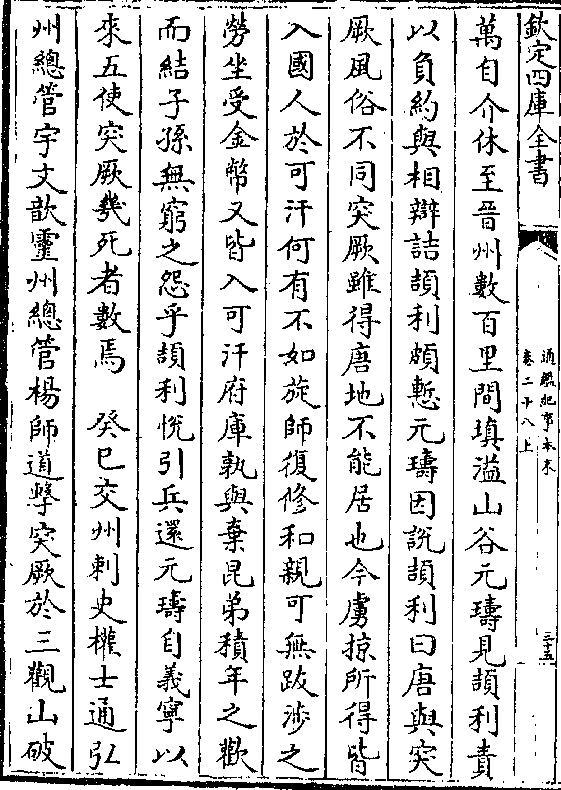 欽定四庫全書
通鑑紀事本末
卷二十八上
三十五
萬自介休至晉州數百里間填溢山谷元璹見頡利責
以負約與相辯詰頡利頗慙元璹因說頡利曰唐與突
厥風俗不同突厥雖得唐地不能居也今虜掠所得皆
入國人於可汗何有不如旋師復修和親可無跋涉之
勞坐受金幣又皆入可汗府庫孰與棄昆弟積年之歡
而結子孫無窮之怨乎頡利悅引兵還元璹自義寧以
來五使突厥幾死者數焉　癸巳交州刺史權士通弘
州總管宇文歆靈州總管楊師道擊突厥於三觀山破